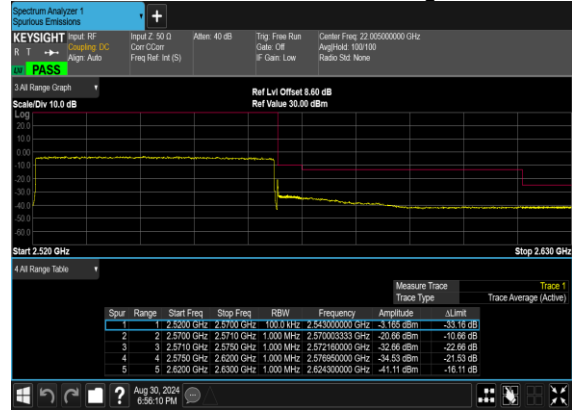 Spectrum Analyzer 1
Spurious Emissions
KEYSIGHT Input: RF Input Z: 50 Ω Atten: 40 dB Trig: Free Run Center Freq: 22.005000000 GHz
R T Coupling: DC Corr CCorr Gate: Off Avg|Hold: 100/100
Align: Auto Freq Ref: Int (S) IF Gain: Low Radio Std: None
LM PASS
3 All Range Graph
Ref Lvl Offset 8.60 dB
Scale/Div 10.0 dB Ref Value 30.00 dBm
Log
20.0
10.0
0.00
-10.0
-20.0
-30.0
-40.0
-50.0
-60.0
Start 2.520 GHz Stop 2.630 GHz
4 All Range Table
Measure Trace Trace 1
Trace Type Trace Average (Active)
Spur Range Start Freq Stop Freq RBW Frequency Amplitude ΔLimit
1 1 2.5200 GHz 2.5700 GHz 100.0 kHz 2.543000000 GHz -3.165 dBm -33.16 dB
2 2 2.5700 GHz 2.5710 GHz 1.000 MHz 2.570003333 GHz -20.66 dBm -10.66 dB
3 3 2.5710 GHz 2.5750 GHz 1.000 MHz 2.572160000 GHz -32.66 dBm -22.66 dB
4 4 2.5750 GHz 2.6200 GHz 1.000 MHz 2.576950000 GHz -34.53 dBm -21.53 dB
5 5 2.6200 GHz 2.6300 GHz 1.000 MHz 2.624300000 GHz -41.11 dBm -16.11 dB
? Aug 30, 2024
6:56:10 PM